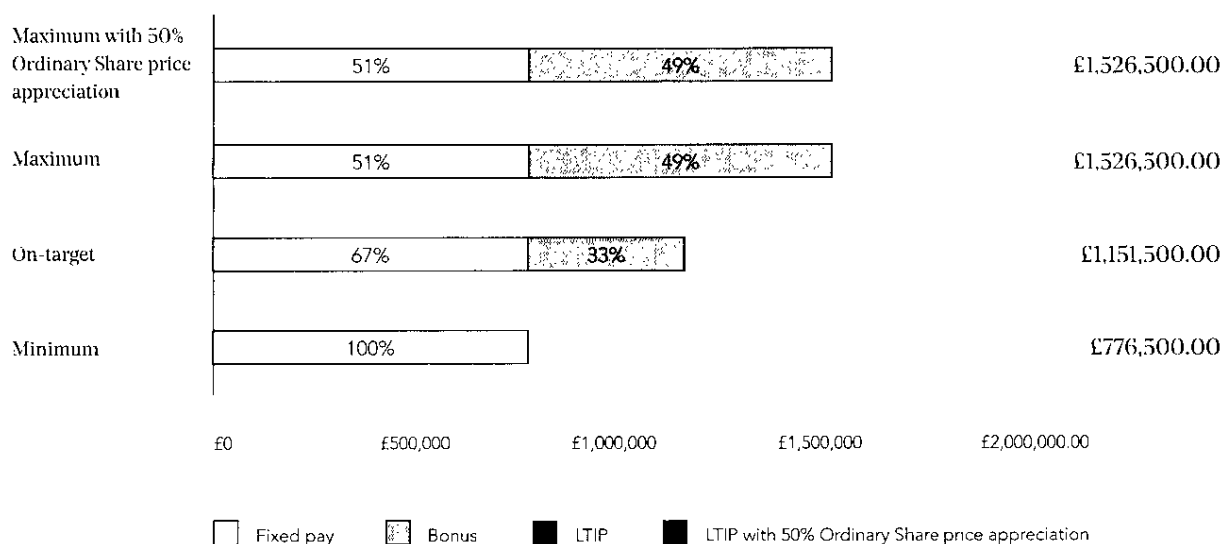 Maximum with 50%
Ordinary Share price
appreciation
51%
49%
£1,526,500.00
Maximum
51%
49%
£1,526,500.00
On-target
67%
33%
£1,151,500.00
Minimum
100%
£776,500.00
£0 £500,000 £1,000,000 £1,500,000 £2,000,000.00
Fixed pay Bonus LTIP LTIP with 50% Ordinary Share price appreciation